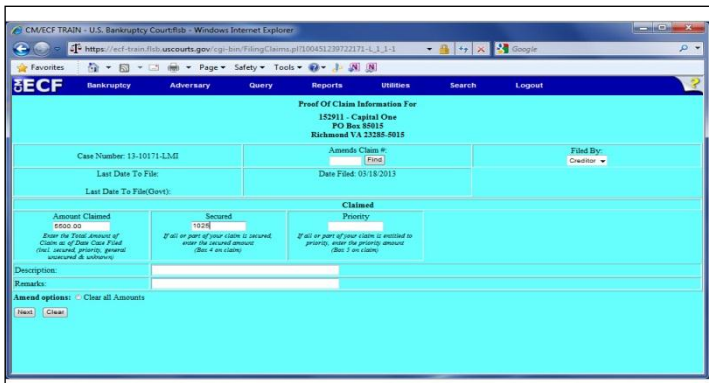 CM/ECF TRAIN - U.S. Bankruptcy Court:flsb - Windows Internet Explorer
https://ecf-train.flsb.uscourts.gov/cgi-bin/FilingClaims.pl?100451239722171-L_1_1-1
Google
Favorites Page Safety Tools
ECF Bankruptcy Adversary Query Reports Utilities Search Logout
Proof Of Claim Information For
152911 - Capital One
PO Box 85015
Richmond VA 23285-5015
Case Number: 13-10171-LMI
Amends Claim #:
Find
Filed By:
Creditor
Last Date To File:
Last Date To File(Govt):
Date Filed: 03/18/2013
Claimed
Amount Claimed
5500.00
Enter the Total Amount of
Claim as of Date Case Filed
(Incl. secured, priority, general
unsecured & unknown)
Secured
1025
If all or part of your claim is secured,
enter the secured amount
(Box 4 on claim)
Priority
If all or part of your claim is entitled to
priority, enter the priority amount
(Box 5 on claim)
Description:
Remarks:
Amend options: Clear all Amounts
Next Clear